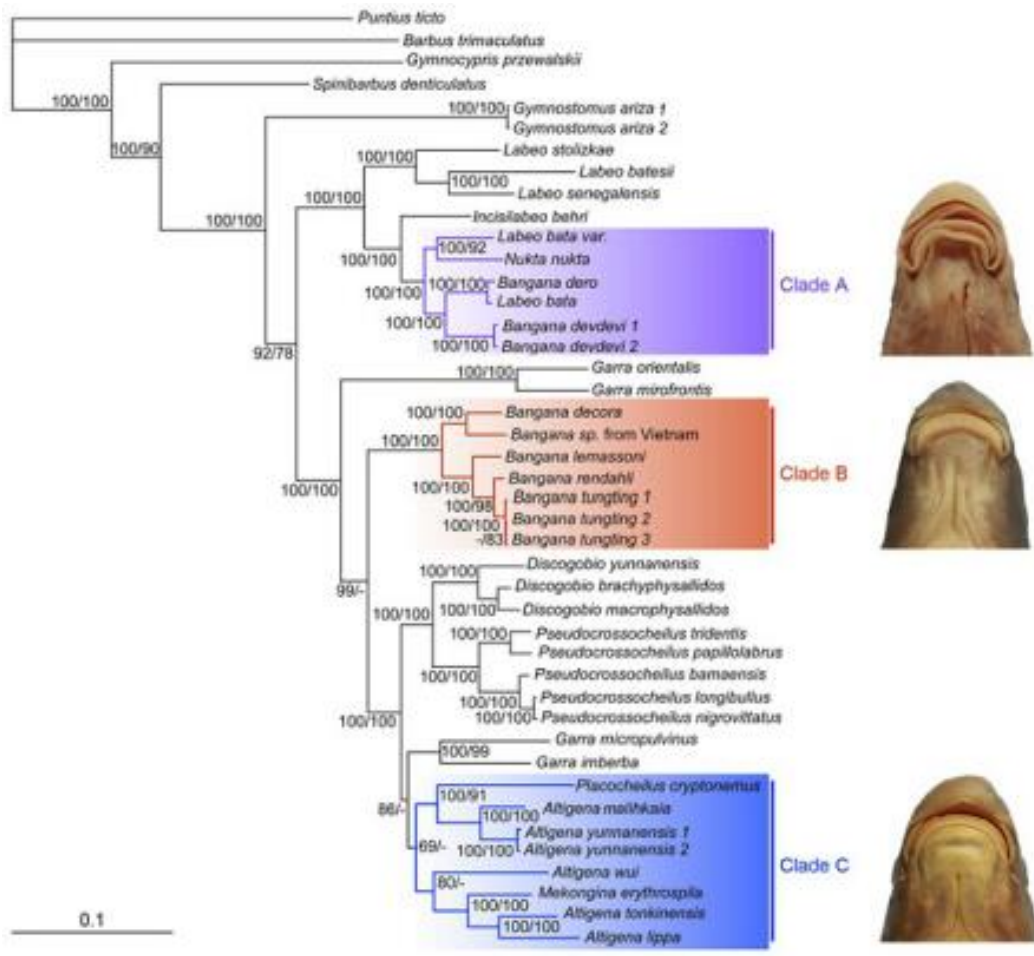 Puntius ticto
Barbus trimaculatus
Gymnocypris przewalskii
100/100
Spinibarbus denticulatus
100/90
100/100
Gymnostomus ariza 1
Gymnostomus ariza 2
100/100
Labeo stolizkae
100/100
Labeo batesii
100/100
Labeo senegalensis
100/100
Incisilabeo behri
Labeo bata var.
100/92
Nukta nukta
100/100
100/100
Bangana dero
Clade A
Labeo bata
100/100
100/100
Bangana devdevi 1
100/100
Bangana devdevi 2
92/78
Garra orientalis
100/100
Garra mirofrontis
100/100
Bangana decora
Bangana sp. from Vietnam
100/100
Bangana lemassoni
Clade B
Bangana rendahli
100/100
100/98
Bangana tungting 1
100/100
Bangana tungting 2
-/83
Bangana tungting 3
100/100
Discogobio yunnanensis
100/100
Discogobio brachyphysallidos
99/-
100/100
Discogobio macrophysallidos
100/100
Pseudocrossocheilus tridentis
100/100
Pseudocrossocheilus papillolabrus
100/100
Pseudocrossocheilus bamaensis
100/100
Pseudocrossocheilus longibullus
100/100
Pseudocrossocheilus nigrovittatus
100/100
Garra micropulvinus
100/99
Garra imberba
Placocheilus cryptonemus
100/91
86/-
Altigena malihkaia
100/100
Altigena yunnanensis 1
69/-
100/100
Altigena yunnanensis 2
Clade C
Altigena wui
80/-
Mekongina erythrospila
100/100
Altigena tonkinensis
100/100
Altigena lippa
0.1